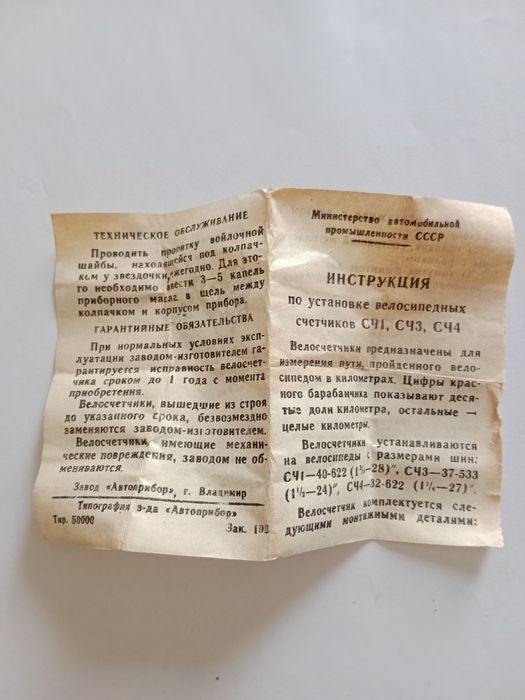 ТЕХНИЧЕСКОЕ ОБСЛУЖИВАНИЕ
Проводить пропитку войлочной
шайбы, находящейся под колпач-
ком у звездочки, ежегодно. Для это-
го необходимо ввести 3—5 капель
приборного масла в щель между
колпачком и корпусом прибора.
ГАРАНТИЙНЫЕ ОБЯЗАТЕЛЬСТВА
При нормальных условиях экс-
плуатации заводом-изготовителем га-
рантируется исправность велосчет-
чика сроком до 1 года с момента
приобретения.
Велосчетчики, вышедшие из строя
до указанного срока, безвозмездно
заменяются заводом-изготовителем.
Велосчетчики, имеющие механи-
ческие повреждения, заводом не об-
мениваются.
Завод «Автоприбор», г. Владимир
Типография з-да «Автоприбор»
Тир. 50000
Зак.
Министерство автомобильной
промышленности СССР
ИНСТРУКЦИЯ
по установке велосипедных
счетчиков СЧ1, СЧ3, СЧ4
Велосчетчики предназначены для
измерения пути, пройденного вело-
сипедом в километрах. Цифры крас-
ного барабанчика показывают деся-
тые доли километра, остальные —
целые километры.
Велосчетчики устанавливаются
на велосипеды с размерами шин:
СЧ1—40-622 (1½—28)″, СЧ3—37-533
(1½—24)″, СЧ4—32-622 (1¼—27)″.
Велосчетчик комплектуется сле-
дующими монтажными деталями: